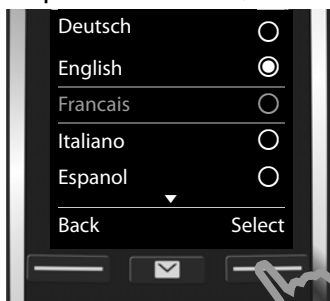 Deutsch
English
Francais
Italiano
Espanol
Back Select